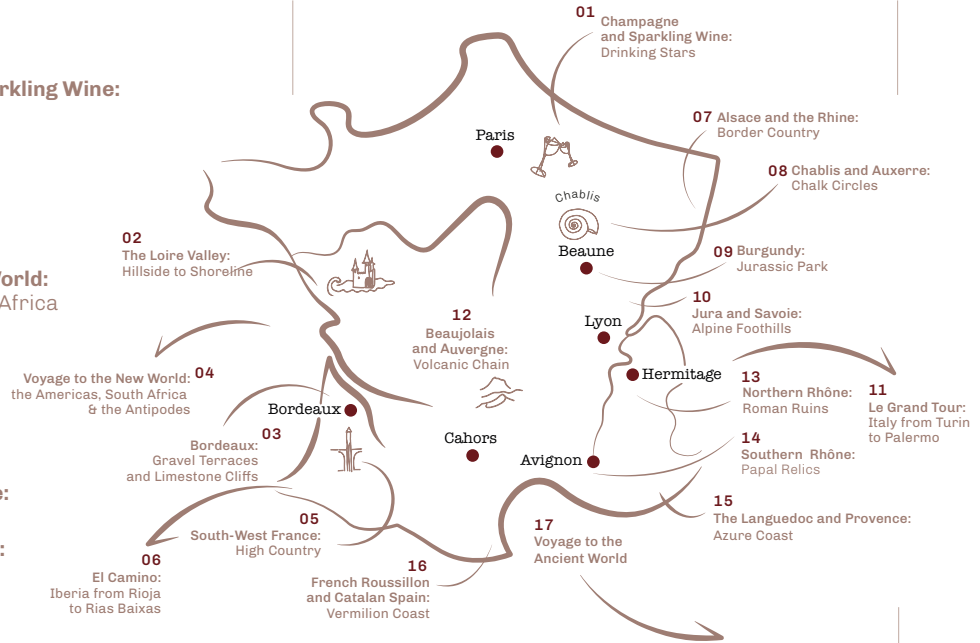 01
Champagne
and Sparkling Wine:
Drinking Stars
rkling Wine:
07 Alsace and the Rhine:
Border Country
Paris
08 Chablis and Auxerre:
Chalk Circles
Chablis
02
The Loire Valley:
Hillside to Shoreline
Beaune
09 Burgundy:
Jurassic Park
orld:
Africa
10
Jura and Savoie:
Alpine Foothills
12
Beaujolais
and Auvergne:
Volcanic Chain
Lyon
Voyage to the New World: 04
the Americas, South Africa
& the Antipodes
Hermitage
13
Northern Rhône:
Roman Ruins
11
Le Grand Tour:
Italy from Turin
to Palermo
Bordeaux
03
Bordeaux:
Gravel Terraces
and Limestone Cliffs
Cahors
Avignon
14
Southern Rhône:
Papal Relics
e:
15
The Languedoc and Provence:
Azure Coast
05
South-West France:
High Country
17
Voyage to the
Ancient World
:
06
El Camino:
Iberia from Rioja
to Rias Baixas
16
French Roussillon
and Catalan Spain:
Vermilion Coast